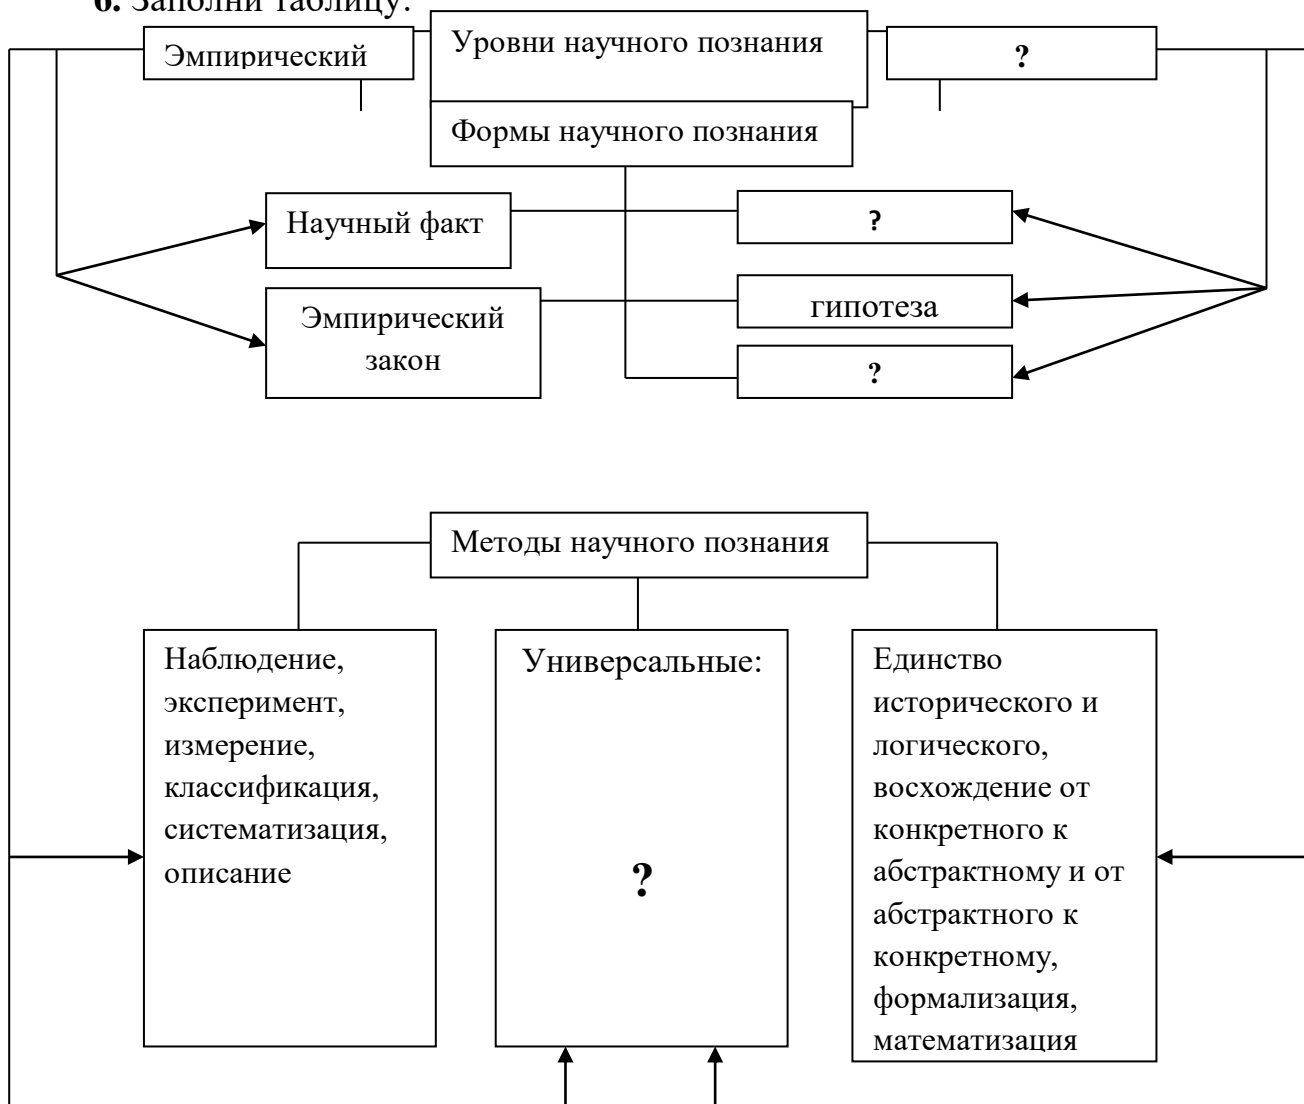 6. Заполни таблицу:
Эмпирический
Уровни научного познания
?
Формы научного познания
Научный факт
?
Эмпирический
закон
гипотеза
?
Методы научного познания
Наблюдение,
эксперимент,
измерение,
классификация,
систематизация,
описание
Универсальные:
?
Единство
исторического и
логического,
восхождение от
конкретного к
абстрактному и от
абстрактного к
конкретному,
формализация,
математизация